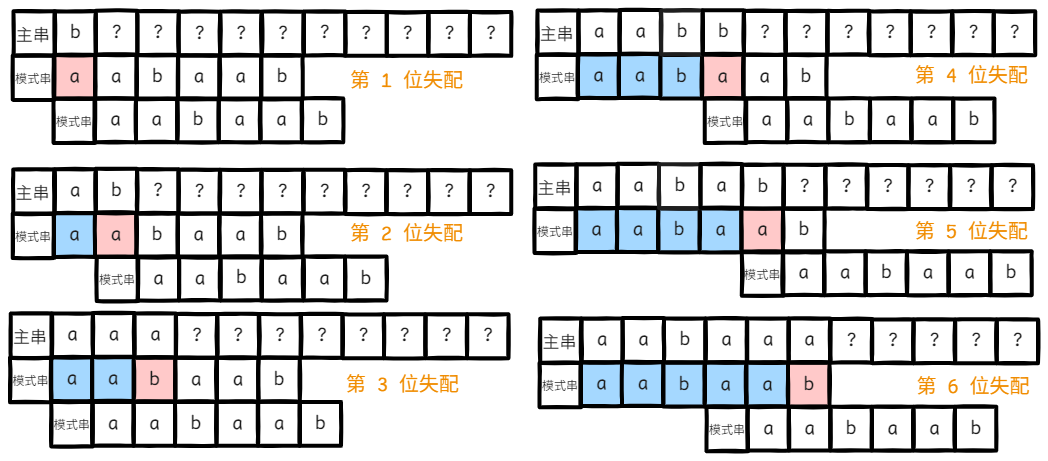 主串 b ? ? ? ? ? ? ? ? ? ?
模式串 a a b a a b
第 1 位失配
模式串 a a b a a b
主串 a b ? ? ? ? ? ? ? ? ?
模式串 a a b a a b
第 2 位失配
模式串 a a b a a b
主串 a a a ? ? ? ? ? ? ? ?
模式串 a a b a a b
第 3 位失配
模式串 a a b a a b
主串 a a b b ? ? ? ? ? ? ?
模式串 a a b a a b
第 4 位失配
模式串 a a b a a b
主串 a a b a b ? ? ? ? ? ?
模式串 a a b a a b
第 5 位失配
模式串 a a b a a b
主串 a a b a a a ? ? ? ? ?
模式串 a a b a a b
第 6 位失配
模式串 a a b a a b